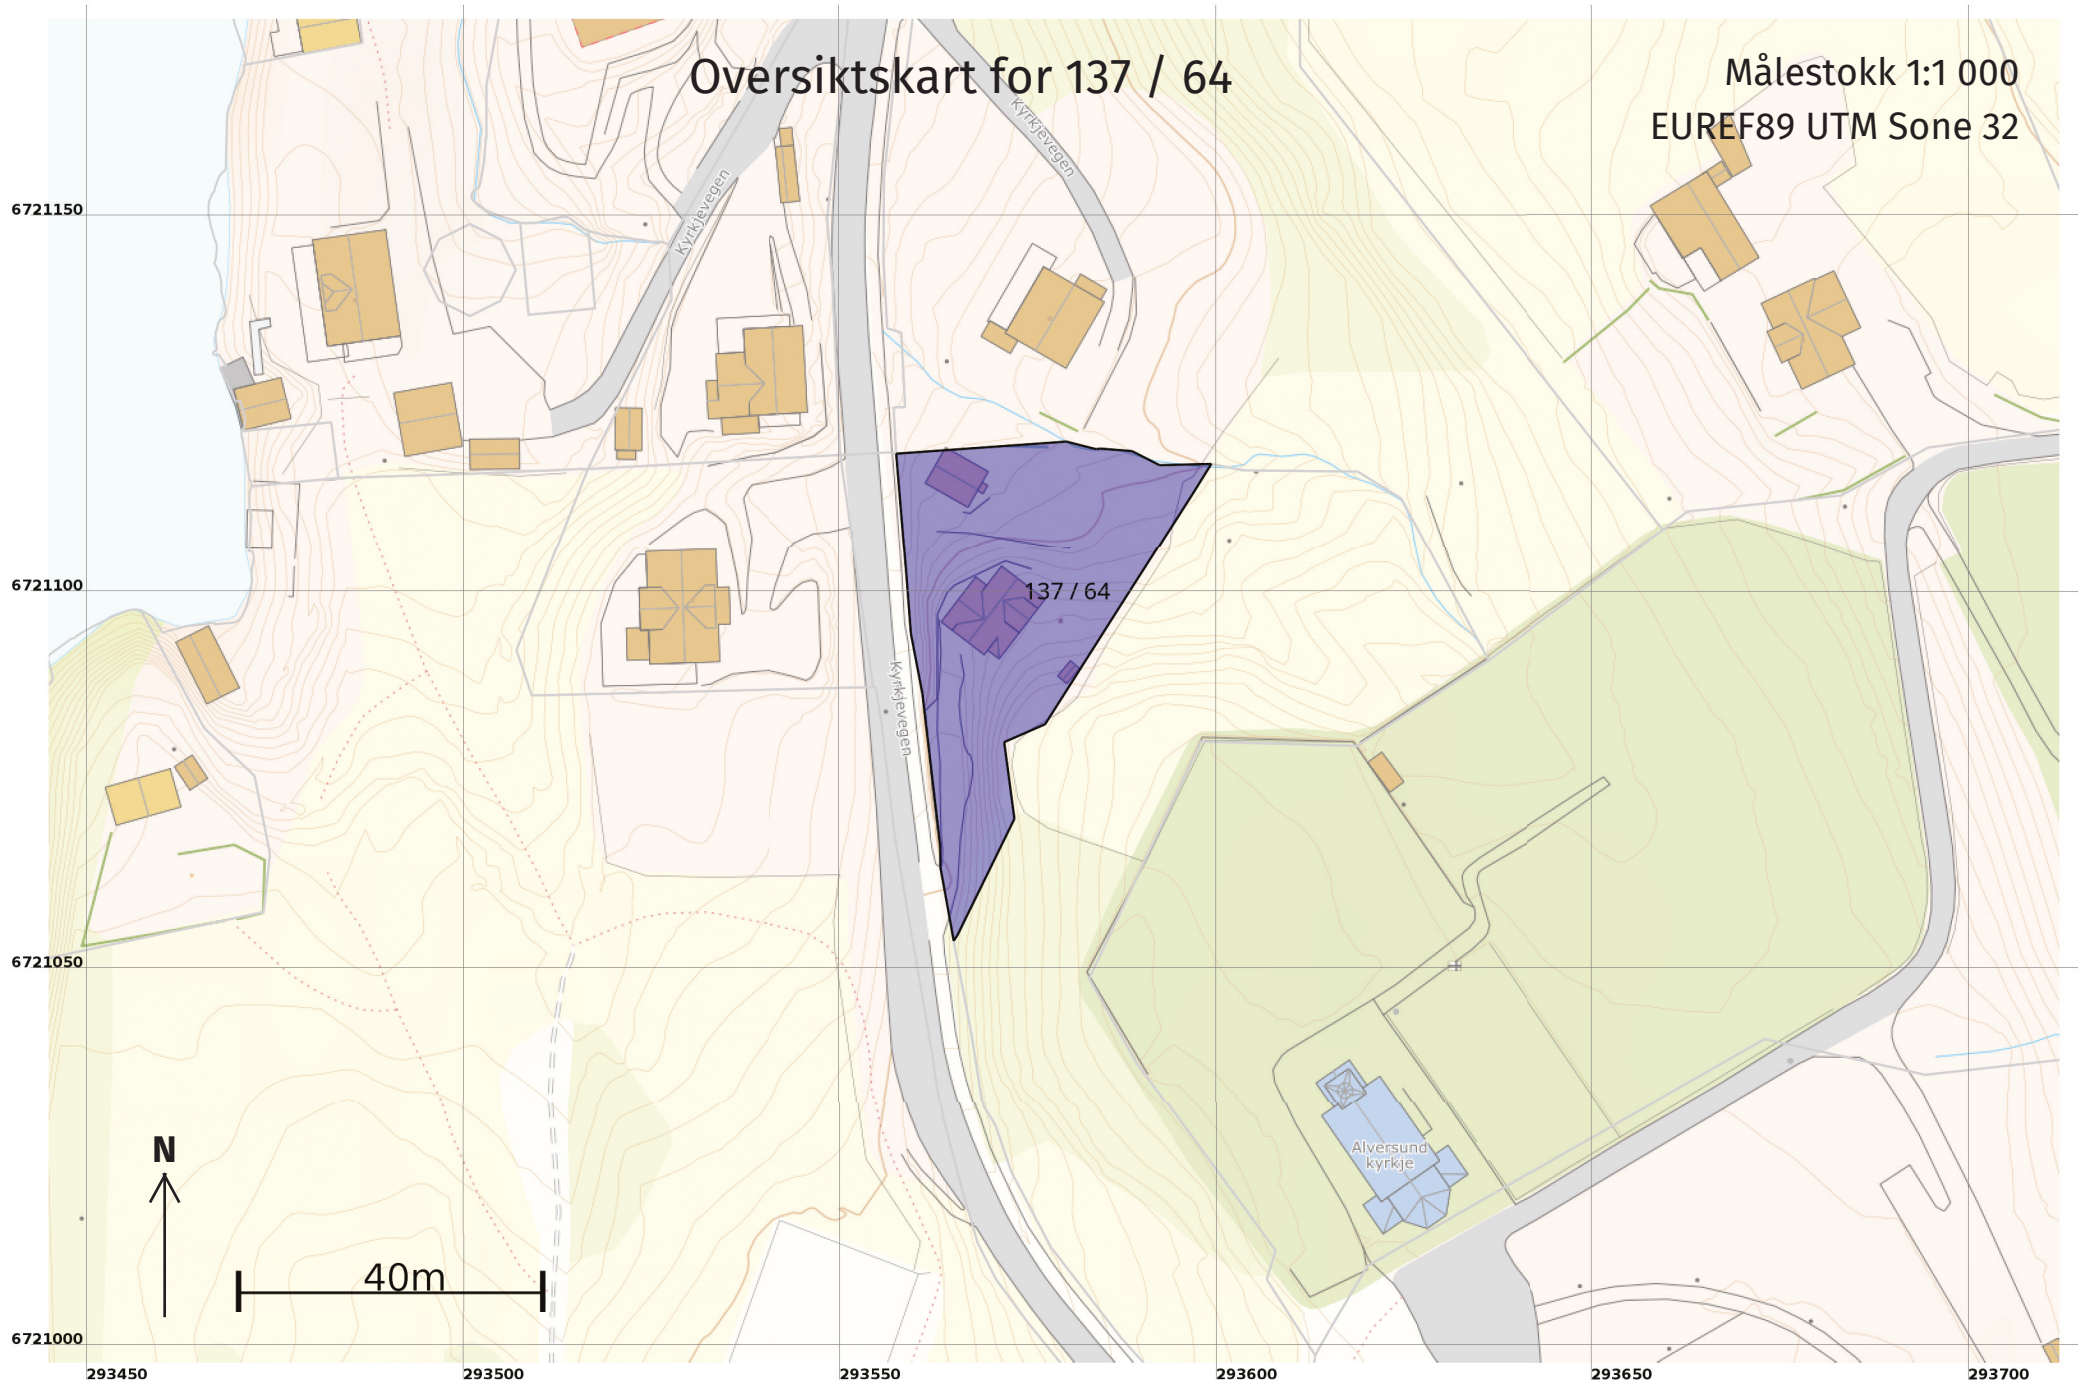 Oversiktskart for 137 / 64
Målestokk 1:1 000
EUREF89 UTM Sone 32
Kyrkjevegen
Kyrkjevegen
6721150
6721100
137 / 64
Kyrkjevegen
6721050
Alversund
kyrkje
N
40m
6721000
293450
293500
293550
293600
293650
293700